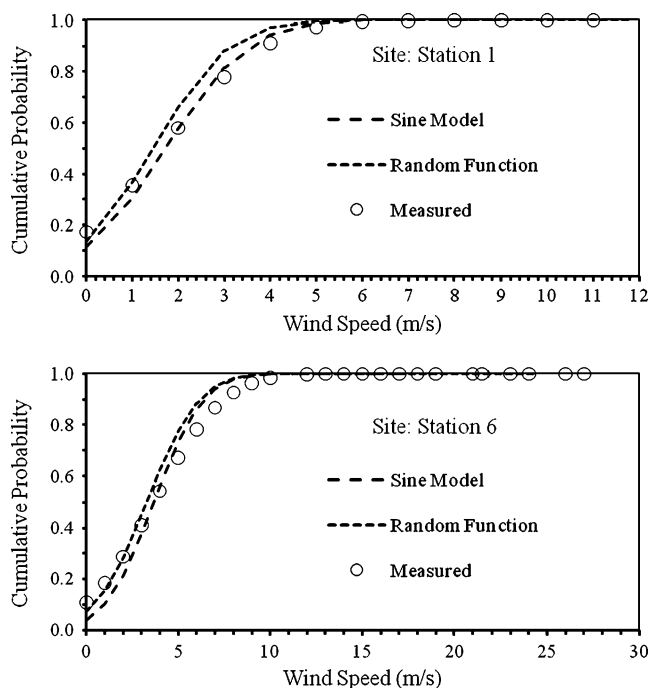 1.0
0.8
0.6
0.4
0.2
0.0
Cumulative Probability
Site: Station 1
Sine Model
Random Function
Measured
0 1 2 3 4 5 6 7 8 9 10 11 12
Wind Speed (m/s)
1.0
0.8
0.6
0.4
0.2
0.0
Cumulative Probability
Site: Station 6
Sine Model
Random Function
Measured
0 5 10 15 20 25 30
Wind Speed (m/s)